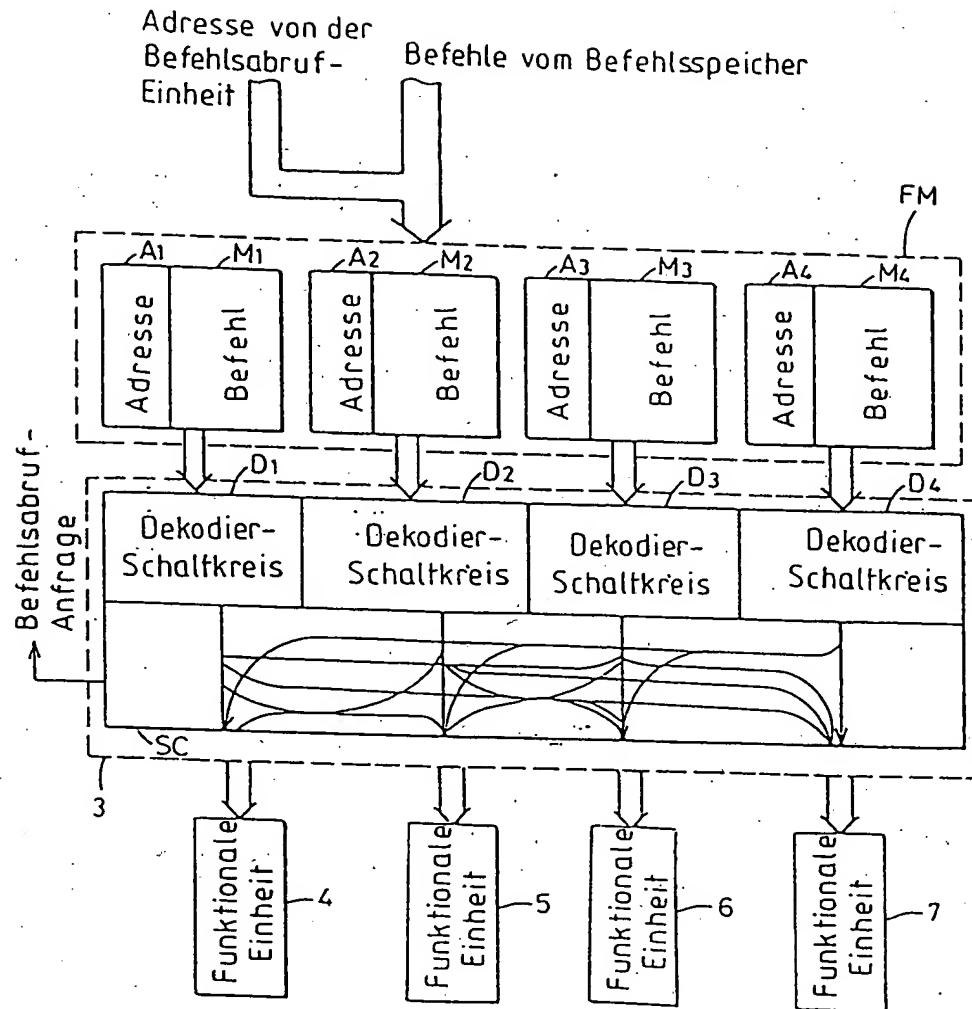 Adresse von der
Befehlsabruf-
Einheit
Befehle vom Befehlsspeicher
FM
A1 M1 A2 M2 A3 M3 A4 M4
Adresse Befehl Adresse Befehl Adresse Befehl Adresse Befehl
Befehlsabruf-
Anfrage
D1 D2 D3 D4
Dekodier-
Schaltkreis
Dekodier-
Schaltkreis
Dekodier-
Schaltkreis
Dekodier-
Schaltkreis
SC
3
Funktionale
Einheit
4
Funktionale
Einheit
5
Funktionale
Einheit
6
Funktionale
Einheit
7